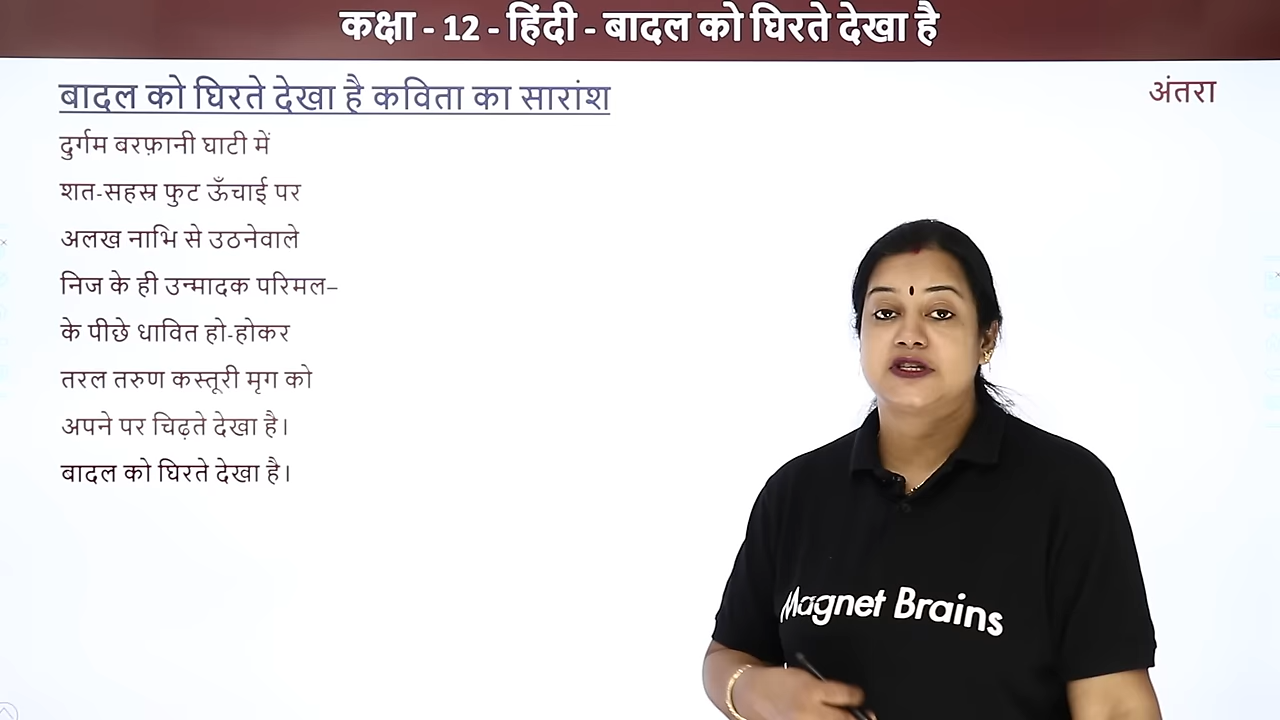 कक्षा - 12 - हिंदी - बादल को घिरते देखा है
बादल को घिरते देखा है कविता का सारांश
अंतरा
दुर्गम बरफ़ानी घाटी में
शत-सहस्र फुट ऊँचाई पर
अलख नाभि से उठनेवाले
निज के ही उन्मादक परिमल–
के पीछे धावित हो-होकर
तरल तरुण कस्तूरी मृग को
अपने पर चिढ़ते देखा है।
बादल को घिरते देखा है।
Magnet Brains